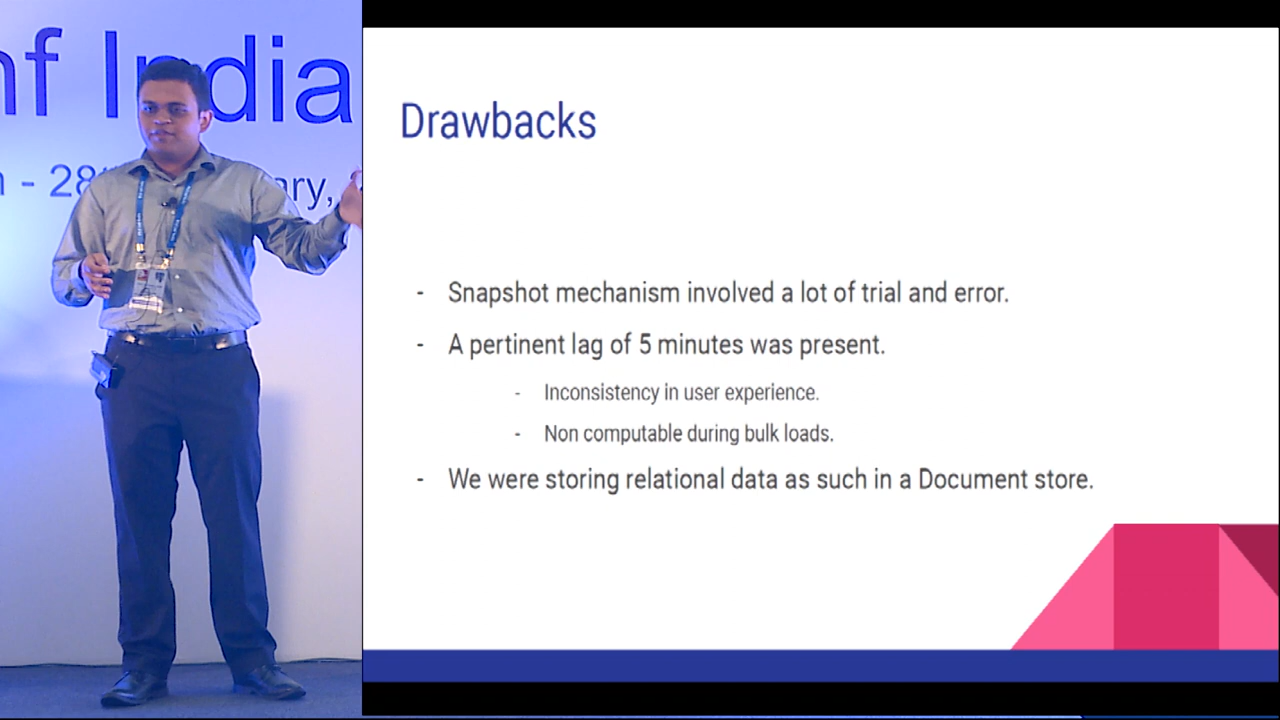 nf India
- 28
ary,
Drawbacks
- Snapshot mechanism involved a lot of trial and error.
- A pertinent lag of 5 minutes was present.
- Inconsistency in user experience.
- Non computable during bulk loads.
- We were storing relational data as such in a Document store.